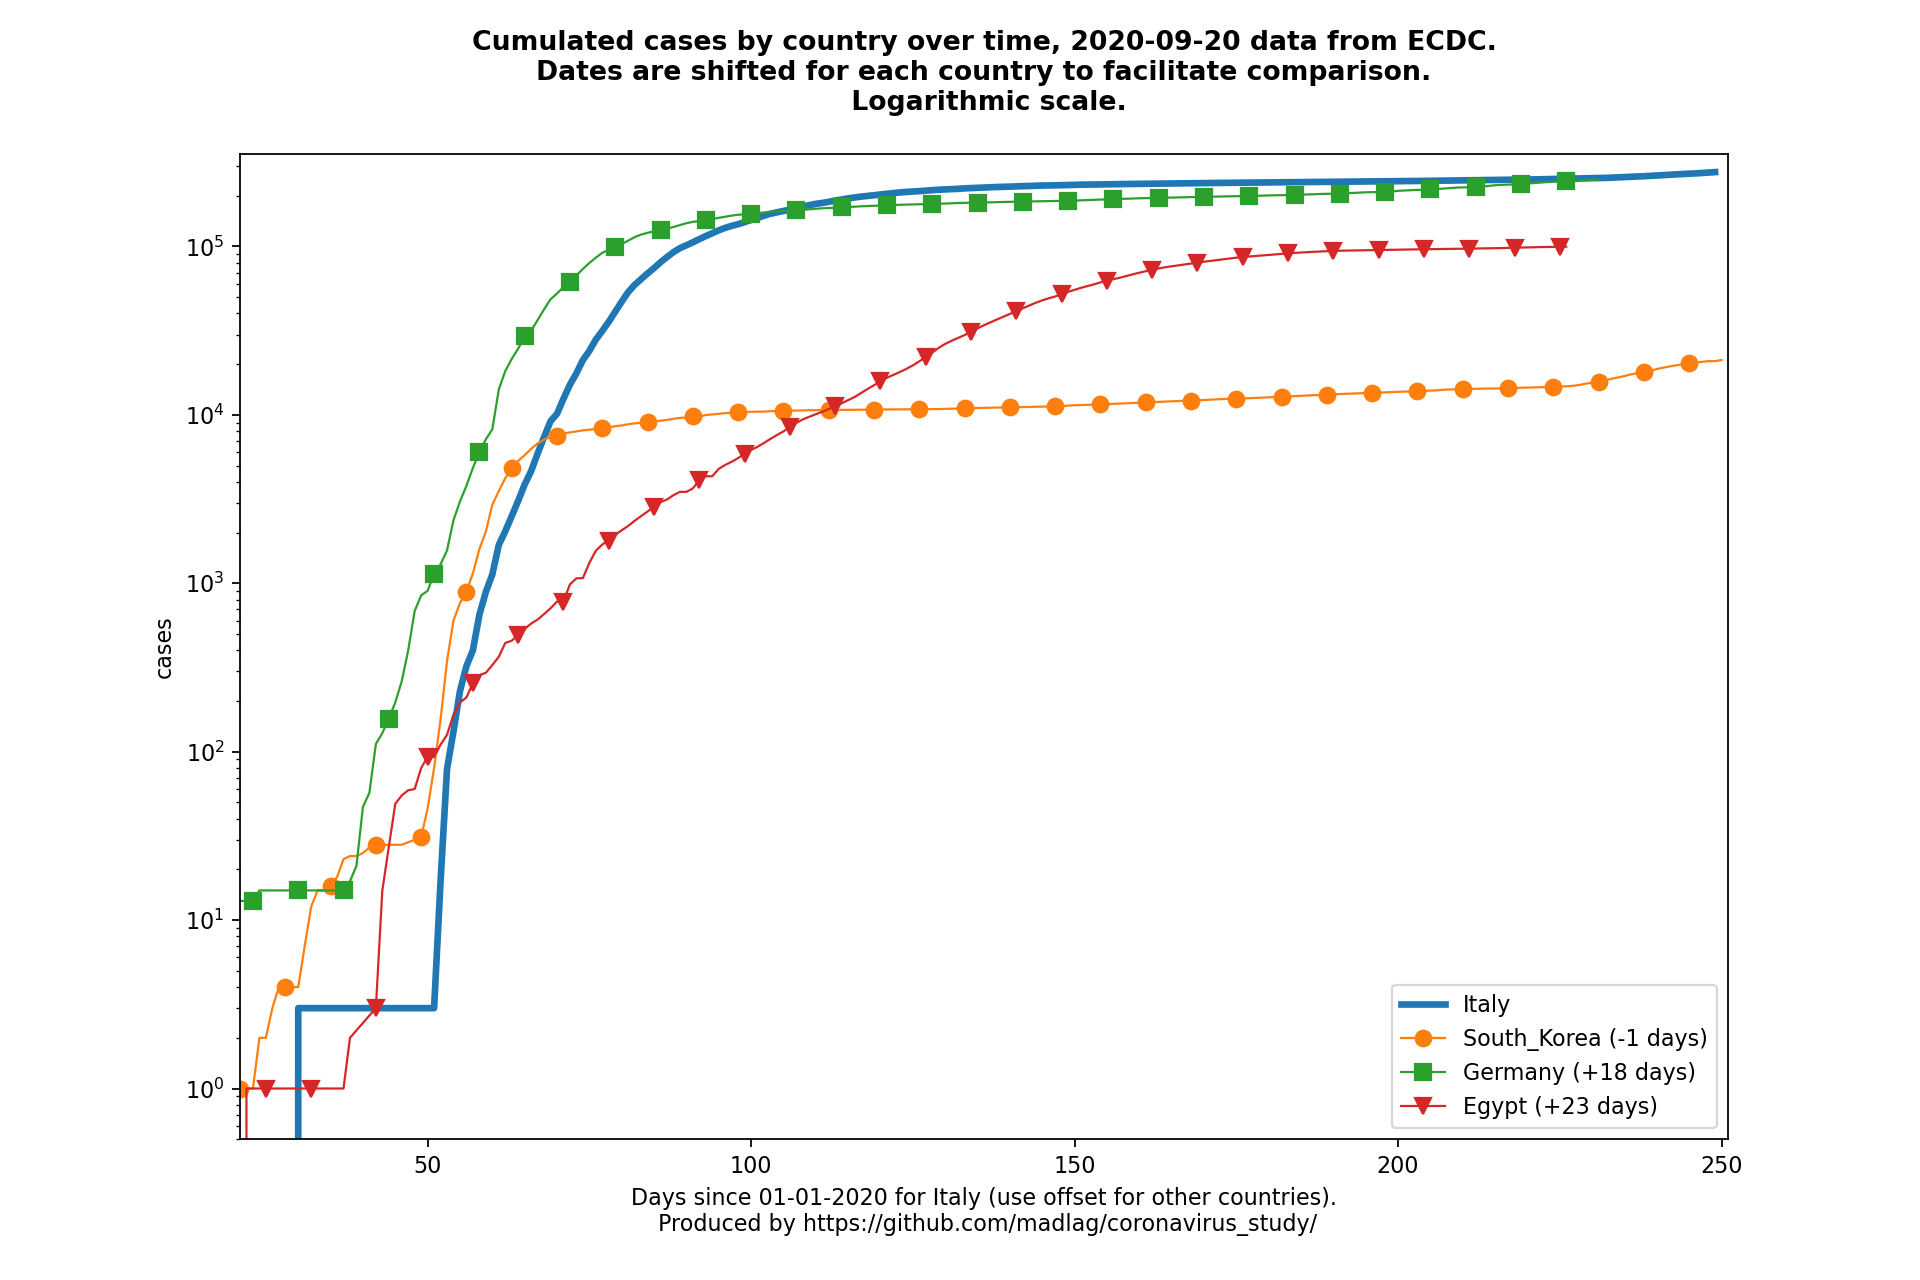 Cumulated cases by country over time, 2020-09-20 data from ECDC.
Dates are shifted for each country to facilitate comparison.
Logarithmic scale.
cases
10^5
10^4
10^3
10^2
10^1
10^0
Italy
South_Korea (-1 days)
Germany (+18 days)
Egypt (+23 days)
50 100 150 200 250
Days since 01-01-2020 for Italy (use offset for other countries).
Produced by https://github.com/madlag/coronavirus_study/